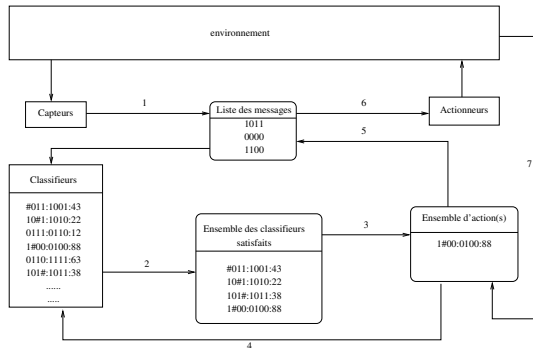 environnement
Capteurs
1
Liste des messages
1011
0000
1100
6
Actionneurs
5
7
Classifieurs
#011:1001:43
10#1:1010:22
0111:0110:12
1#00:0100:88
0110:1111:63
101#:1011:38
......
.....
2
Ensemble des classifieurs
satisfaits
#011:1001:43
10#1:1010:22
101#:1011:38
1#00:0100:88
3
Ensemble d'action(s)
1#00:0100:88
4